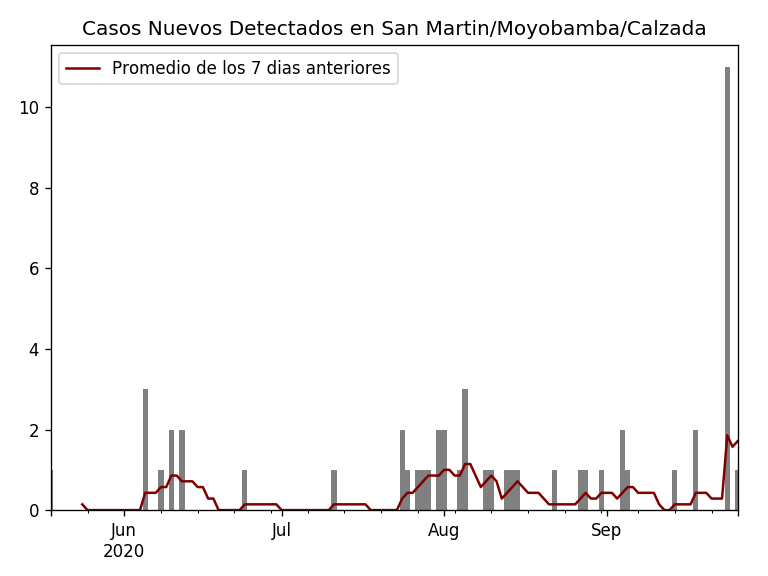 Casos Nuevos Detectados en San Martin/Moyobamba/Calzada
Promedio de los 7 dias anteriores
10
8
6
4
2
0
Jun
2020
Jul
Aug
Sep